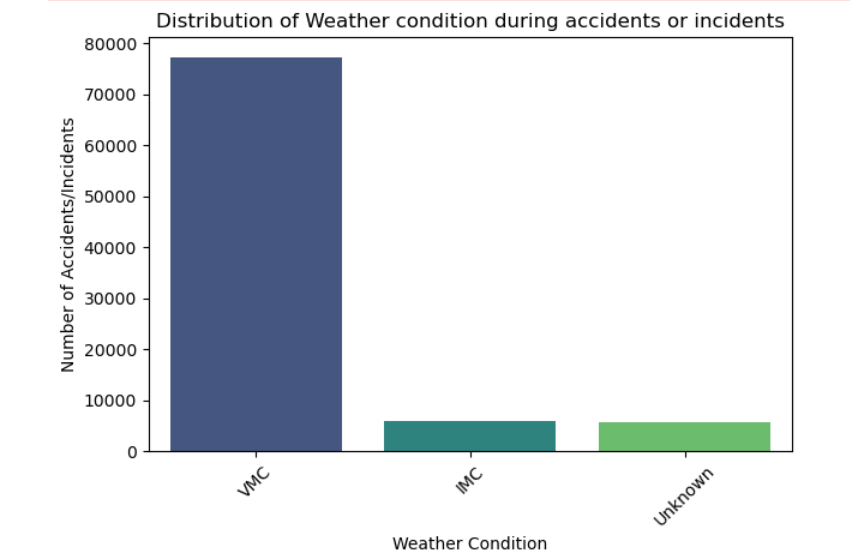 Distribution of Weather condition during accidents or incidents
80000
70000
60000
50000
40000
30000
20000
10000
0
Number of Accidents/Incidents
VMC
IMC
Unknown
Weather Condition